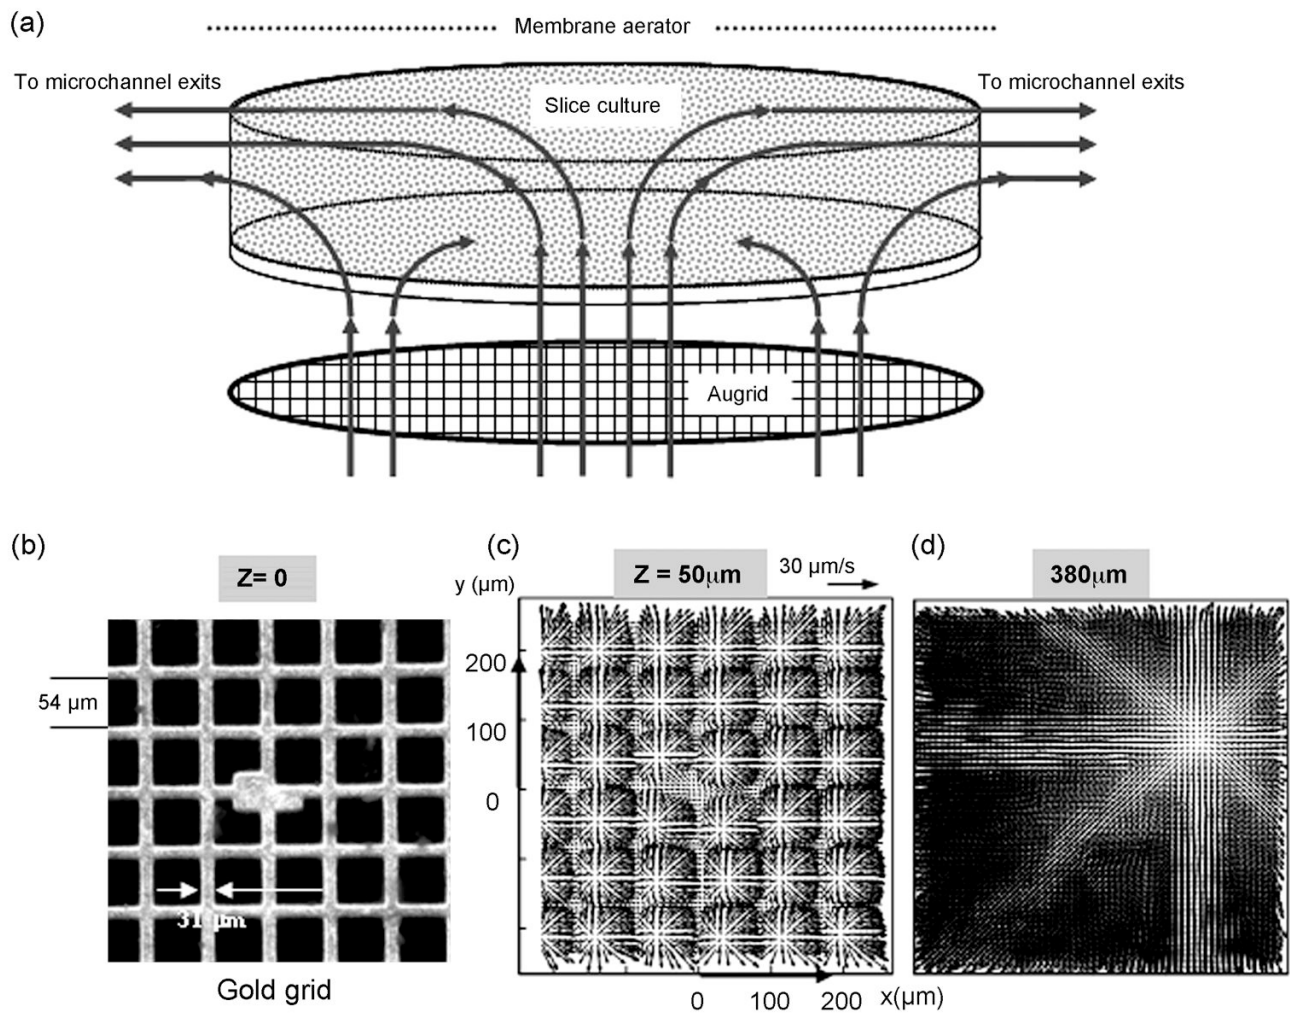 (a)
Membrane aerator
To microchannel exits
To microchannel exits
Slice culture
Augrid
(b)
Z= 0
54 μm
31 μm
Gold grid
(c)
Z = 50μm
30 μm/s
y (μm)
200
100
0
0
100
200
x(μm)
(d)
380μm